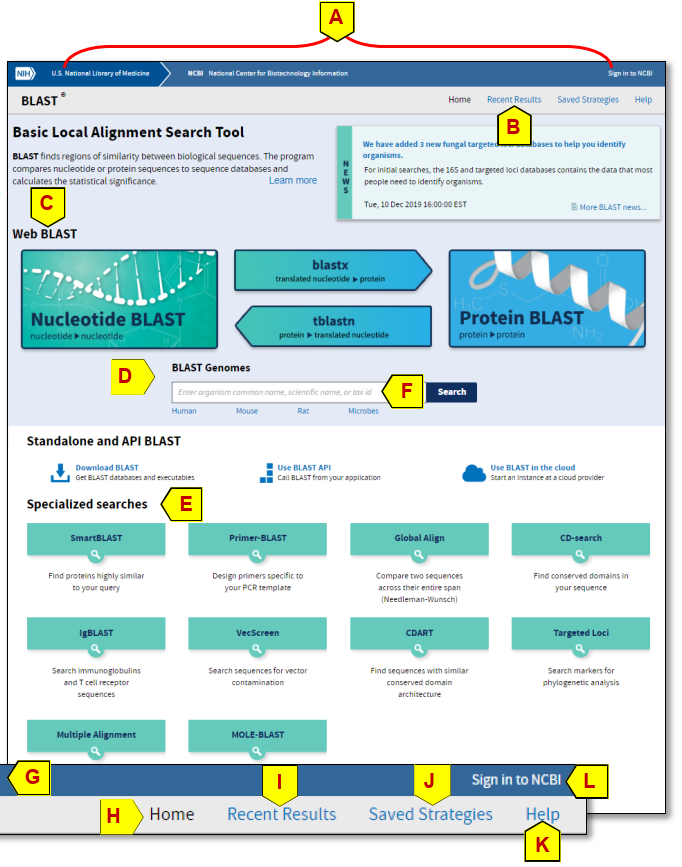 A
NIH U.S. National Library of Medicine NCBI National Center for Biotechnology Information Sign in to NCBI
BLAST ® Home Recent Results Saved Strategies Help
B
Basic Local Alignment Search Tool
BLAST finds regions of similarity between biological sequences. The program
compares nucleotide or protein sequences to sequence databases and
calculates the statistical significance. Learn more
NEWS
We have added 3 new fungal targeted loci databases to help you identify
organisms.
For initial searches, the 16S and targeted loci databases contains the data that most
people need to identify organisms.
Tue, 10 Dec 2019 16:00:00 EST More BLAST news...
C
Web BLAST
Nucleotide BLAST
nucleotide ▶ nucleotide
blastx
translated nucleotide ▶ protein
tblastn
protein ▶ translated nucleotide
Protein BLAST
protein ▶ protein
D
BLAST Genomes
Enter organism common name, scientific name, or tax id F Search
Human Mouse Rat Microbes
Standalone and API BLAST
Download BLAST
Get BLAST databases and executables
Use BLAST API
Call BLAST from your application
Use BLAST in the cloud
Start an instance at a cloud provider
Specialized searches E
SmartBLAST
Find proteins highly similar
to your query
Primer-BLAST
Design primers specific to
your PCR template
Global Align
Compare two sequences
across their entire span
(Needleman-Wunsch)
CD-search
Find conserved domains in
your sequence
IgBLAST
Search immunoglobulins
and T cell receptor
sequences
VecScreen
Search sequences for vector
contamination
CDART
Find sequences with similar
conserved domain
architecture
Targeted Loci
Search markers for
phylogenetic analysis
Multiple Alignment
MOLE-BLAST
G I J Sign in to NCBI L
H Home Recent Results Saved Strategies Help
K